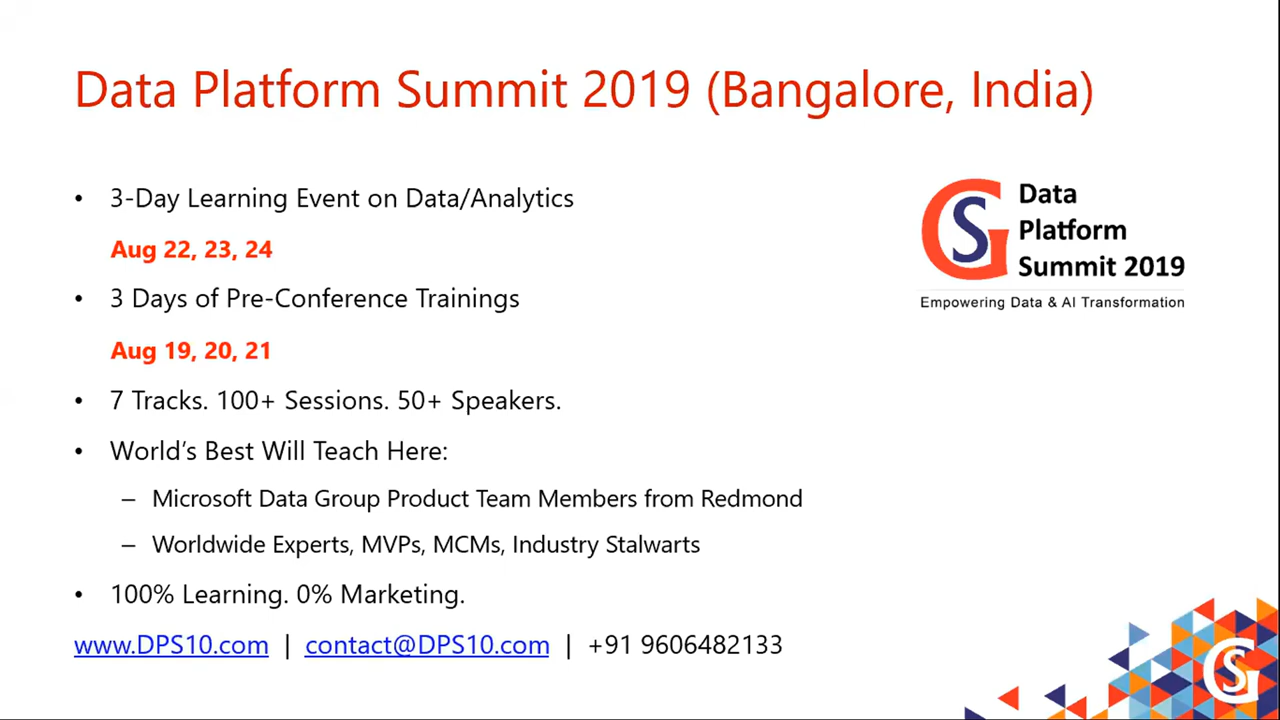 Data Platform Summit 2019 (Bangalore, India)
• 3-Day Learning Event on Data/Analytics
Aug 22, 23, 24
• 3 Days of Pre-Conference Trainings
Aug 19, 20, 21
• 7 Tracks. 100+ Sessions. 50+ Speakers.
• World’s Best Will Teach Here:
– Microsoft Data Group Product Team Members from Redmond
– Worldwide Experts, MVPs, MCMs, Industry Stalwarts
• 100% Learning. 0% Marketing.
www.DPS10.com | contact@DPS10.com | +91 9606482133
SG
Data
Platform
Summit 2019
Empowering Data & AI Transformation
SG